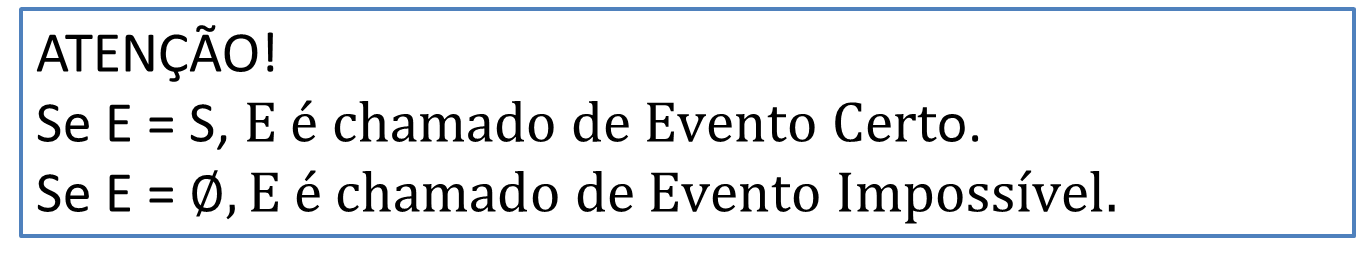 ATENÇÃO!
Se E = S, E é chamado de Evento Certo.
Se E = Ø, E é chamado de Evento Impossível.